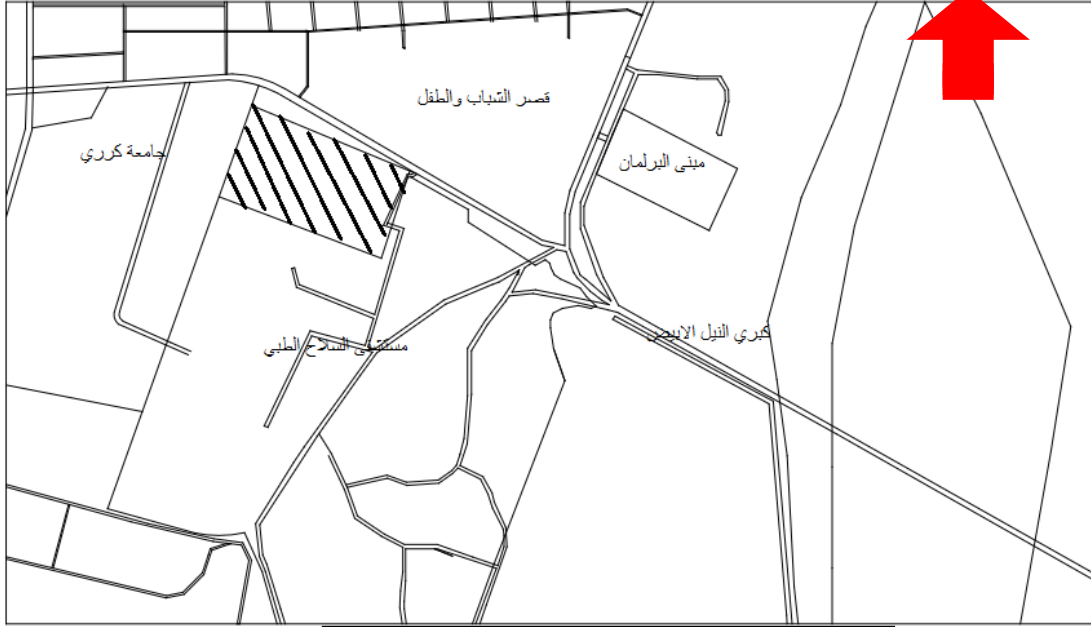 قصر الشباب والطفل
جامعة كرري
مبنى البرلمان
كبري النيل الابيض
مستشفى السلاح الطبي